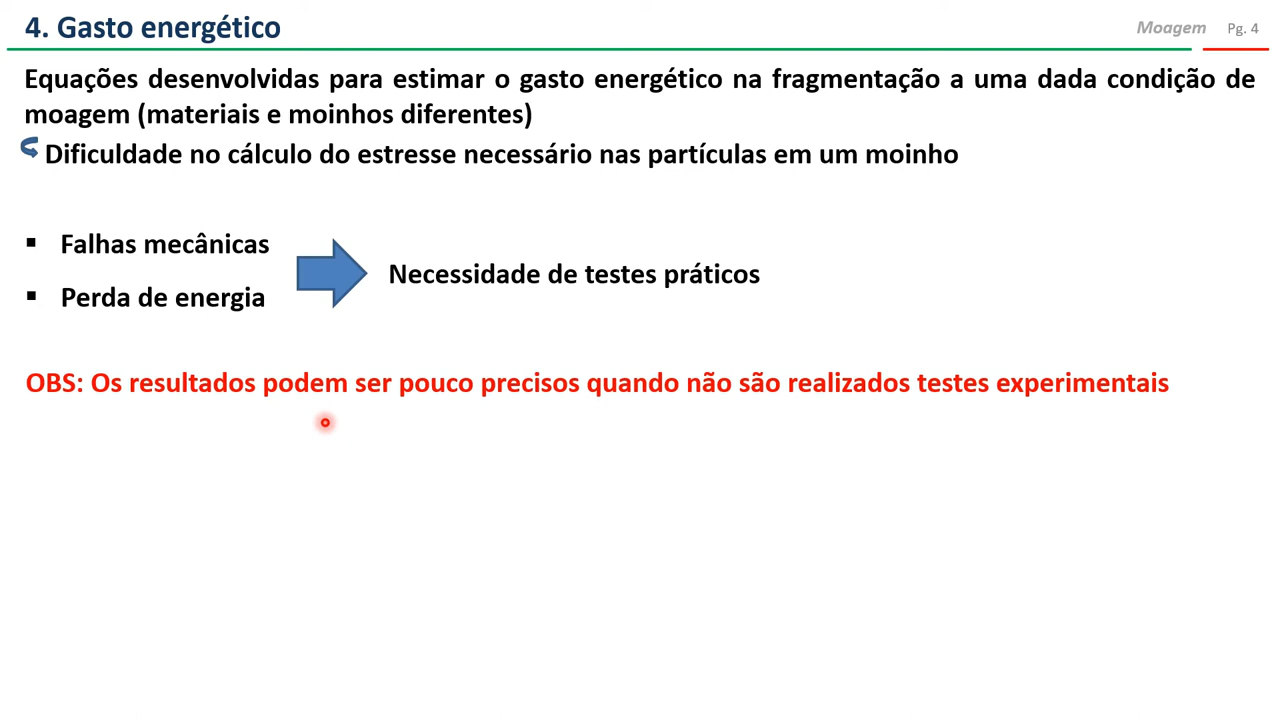 4. Gasto energético
Moagem Pg. 4
Equações desenvolvidas para estimar o gasto energético na fragmentação a uma dada condição de
moagem (materiais e moinhos diferentes)
Dificuldade no cálculo do estresse necessário nas partículas em um moinho
▪ Falhas mecânicas
▪ Perda de energia
Necessidade de testes práticos
OBS: Os resultados podem ser pouco precisos quando não são realizados testes experimentais